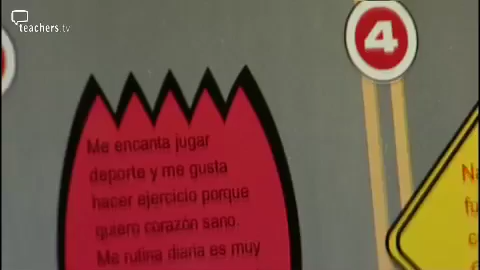 teachers tv
4
Me encanta jugar
deporte y me gusta
hacer ejercicio porque
quiero corazón sano.
Me rutina diaria es muy